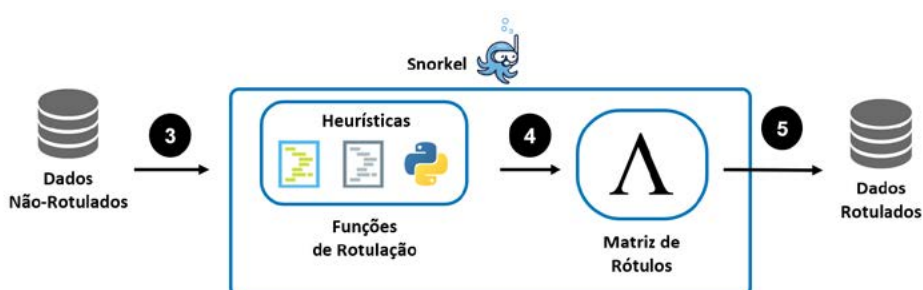 Snorkel
3
Heurísticas
4
5
Λ
Dados
Não-Rotulados
Funções
de Rotulação
Matriz de
Rótulos
Dados
Rotulados